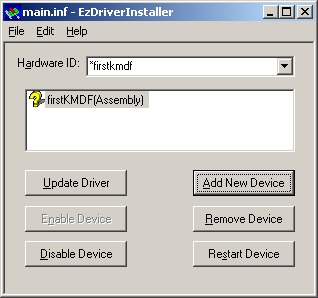 main.inf - EzDriverInstaller
File Edit Help
Hardware ID: *firstkmdf
firstKMDF(Assembly)
Update Driver Add New Device
Enable Device Remove Device
Disable Device Restart Device